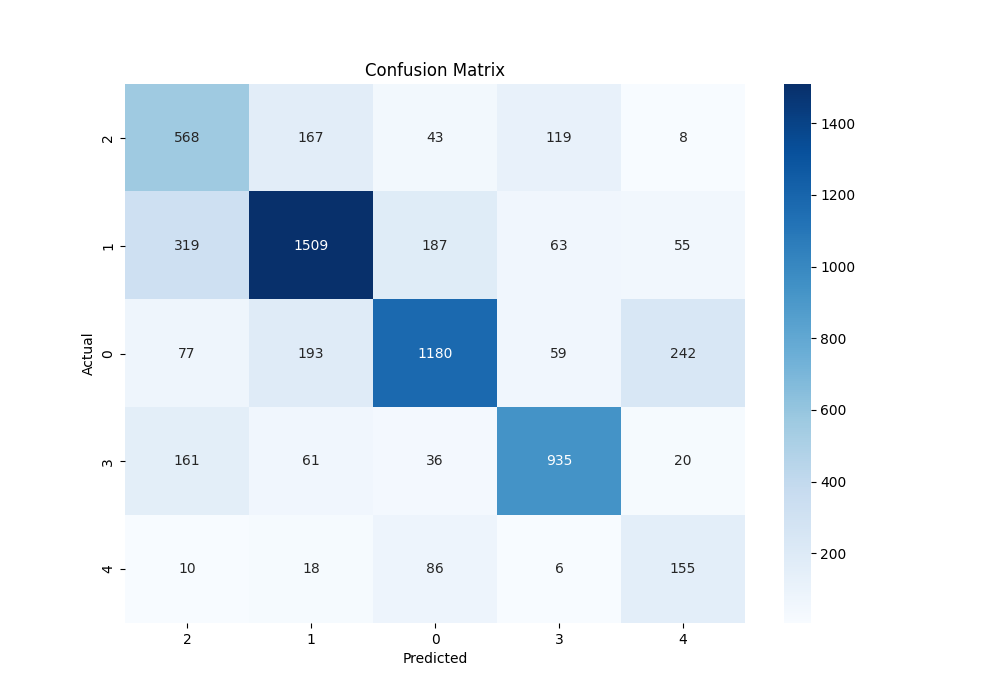 Confusion Matrix
2 568 167 43 119 8
1 319 1509 187 63 55
0 77 193 1180 59 242
3 161 61 36 935 20
4 10 18 86 6 155
2 1 0 3 4
Predicted
Actual
1400
1200
1000
800
600
400
200